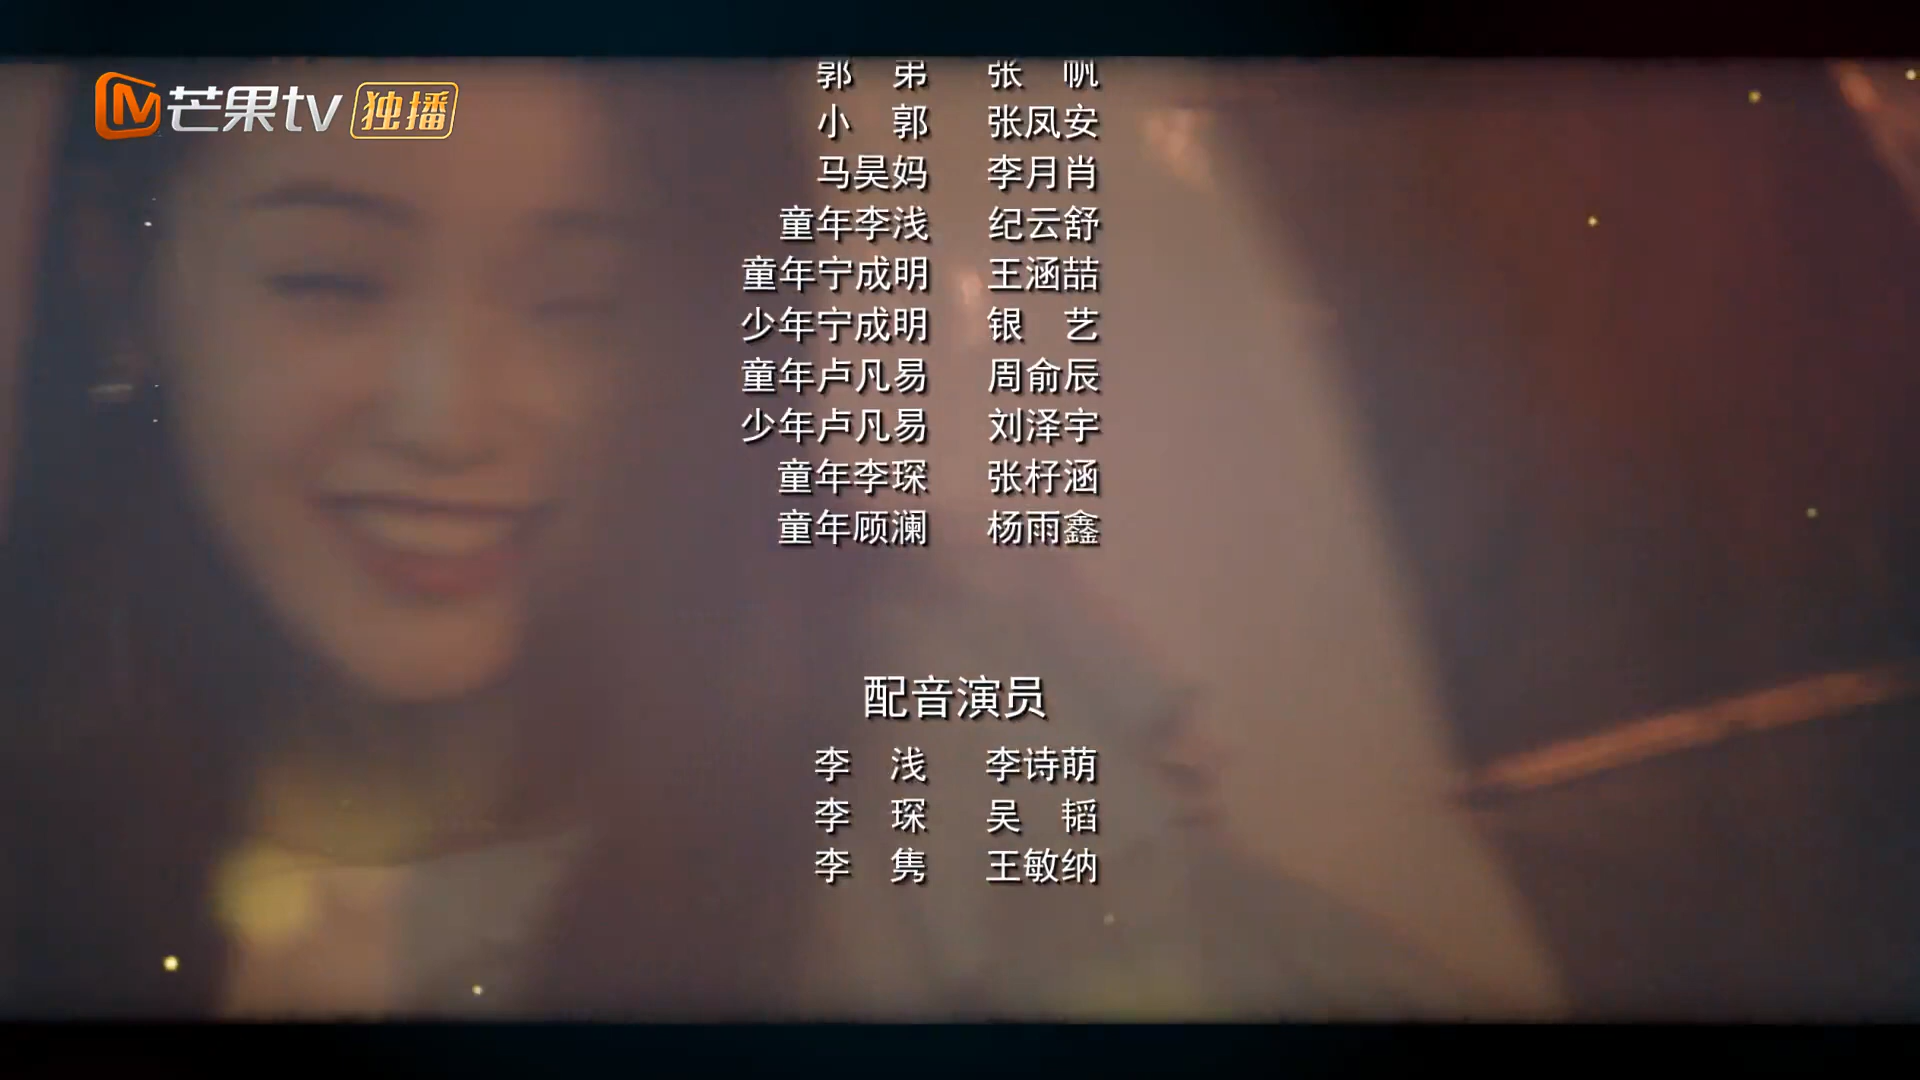 芒果tv 独播
郭 弟 张 帆
小 郭 张凤安
马昊妈 李月肖
童年李浅 纪云舒
童年宁成明 王涵喆
少年宁成明 银 艺
童年卢凡易 周俞辰
少年卢凡易 刘泽宇
童年李琛 张杍涵
童年顾澜 杨雨鑫
配音演员
李 浅 李诗萌
李 琛 吴 韬
李 隽 王敏纳